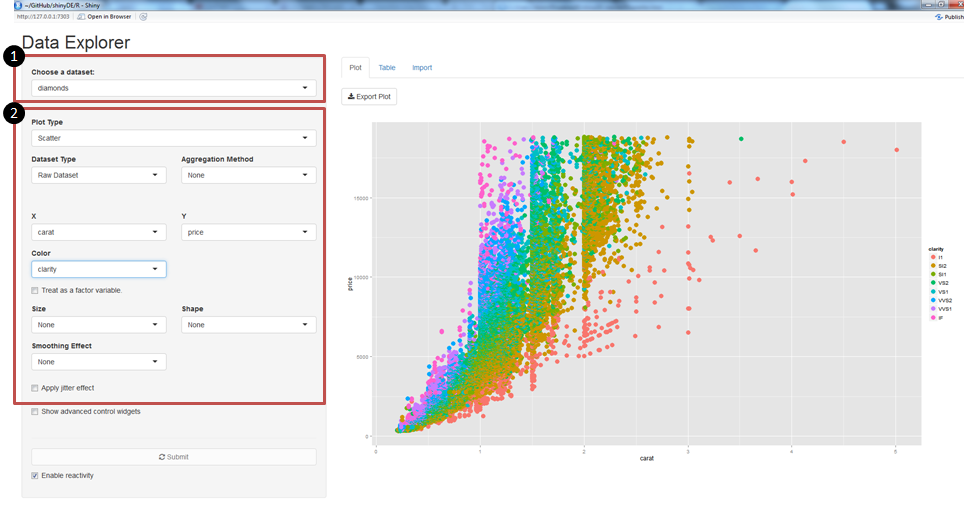 ~/GitHub/shinyDE/R - Shiny
http://127.0.0.1:7303 Open in Browser
Publish
Data Explorer
1
Choose a dataset:
diamonds
2
Plot Type
Scatter
Dataset Type Aggregation Method
Raw Dataset None
X Y
carat price
Color
clarity
Treat as a factor variable.
Size Shape
None None
Smoothing Effect
None
Apply jitter effect
Show advanced control widgets
Submit
Enable reactivity
Plot Table Import
Export Plot
price
15000
10000
5000
0
0 1 2 3 4 5
carat
clarity
I1
SI2
SI1
VS2
VS1
VVS2
VVS1
IF